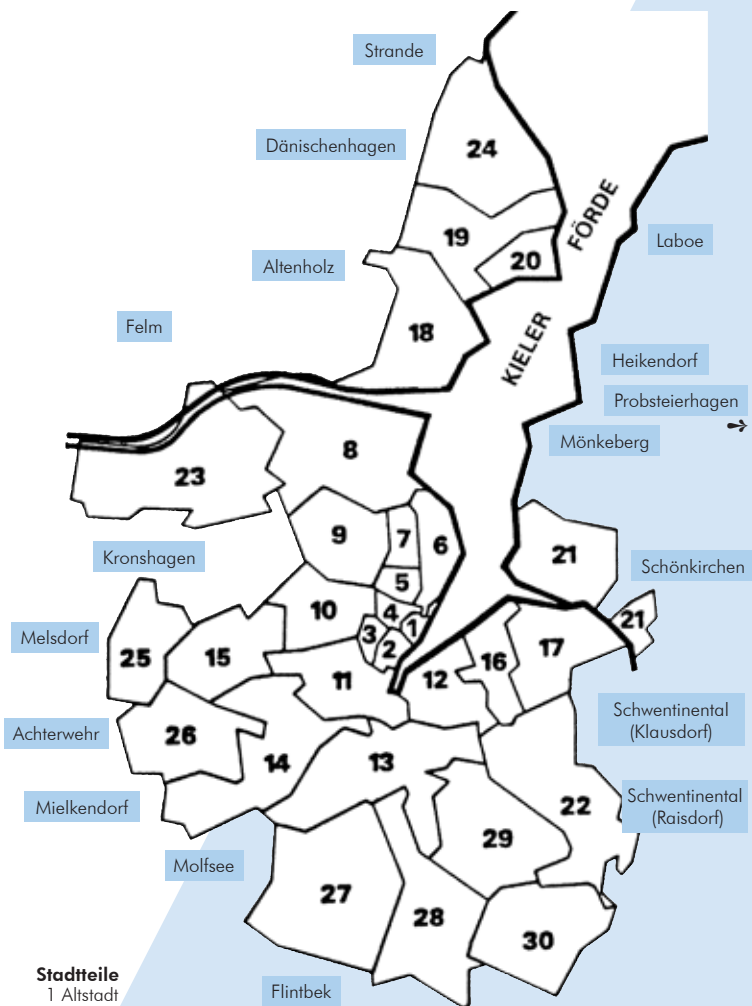 Strande
24
Dänischenhagen
19
FÖRDE
20
Laboe
Altenholz
18
Felm
KIELER
Heikendorf
Probsteierhagen
Mönkeberg
8
23
9
7
6
21
Kronshagen
Schönkirchen
5
10
4
1
21
3
2
Melsdorf
25
15
11
12
16
17
Schwentinental
(Klausdorf)
Achterwehr
26
14
13
Mielkendorf
22
Schwentinental
(Raisdorf)
29
Molfsee
27
28
30
Stadtteile
1 Altstadt
Flintbek